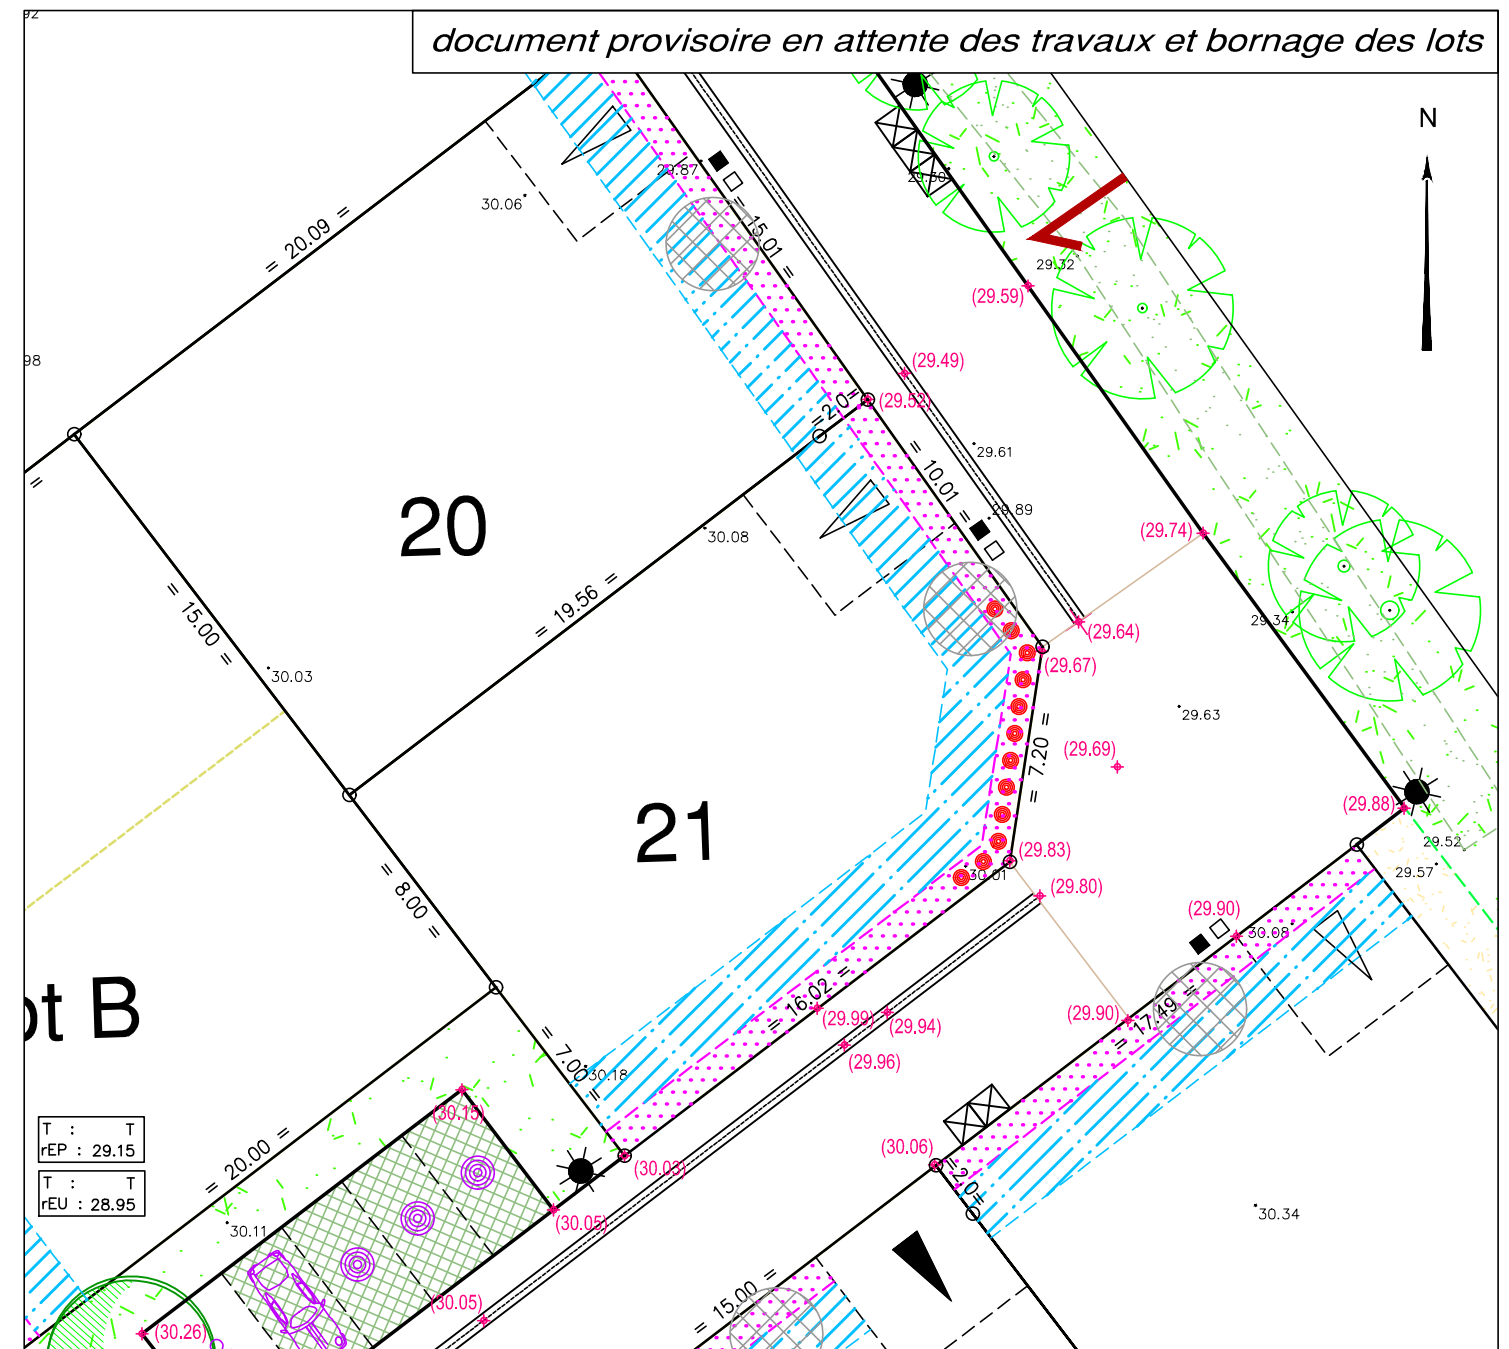 92
document provisoire en attente des travaux et bornage des lots
N
29.87
29.30
30.06
= 20.09 =
= 15.01 =
29.32
(29.59)
98
(29.49)
=2.0=
(29.52)
29.61
= 10.01 =
=
20
29.89
30.08
(29.74)
= 19.56 =
= 15.00 =
29.34
(29.64)
(29.67)
30.03
29.63
= 7.20 =
(29.69)
21
(29.88)
29.52
(29.83)
30.01
29.57
(29.80)
= 8.00 =
(29.90)
30.08
= 16.02 =
= 17.49 =
ot B
(29.99)
(29.94)
(29.90)
= 7.00 =
(29.96)
30.18
(30.15)
T : T
rEP : 29.15
= 20.00 =
(30.06)
(30.03)
=2.0=
T : T
rEU : 28.95
30.11
(30.05)
30.34
= 15.00 =
(30.05)
(30.26)